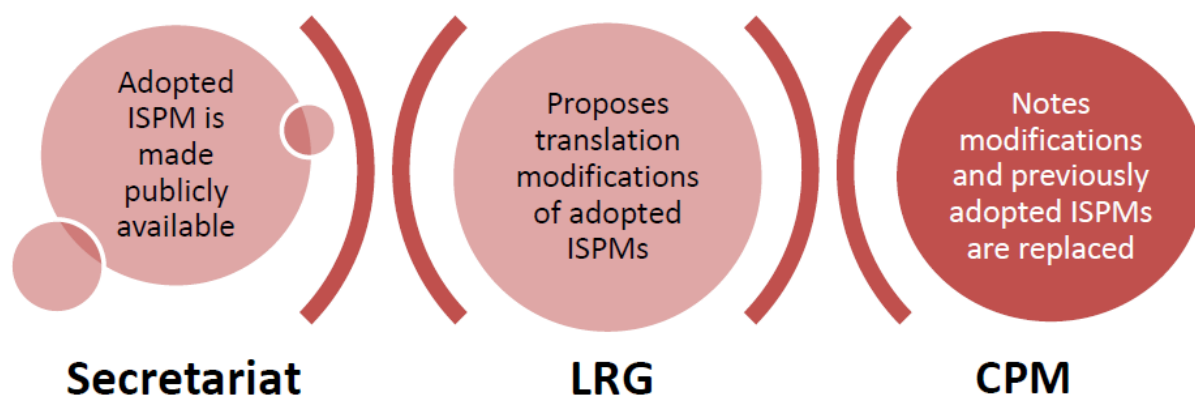 Adopted
ISPM is
made
publicly
available
Proposes
translation
modifications
of adopted
ISPMs
Notes
modifications
and previously
adopted ISPMs
are replaced
Secretariat
LRG
CPM